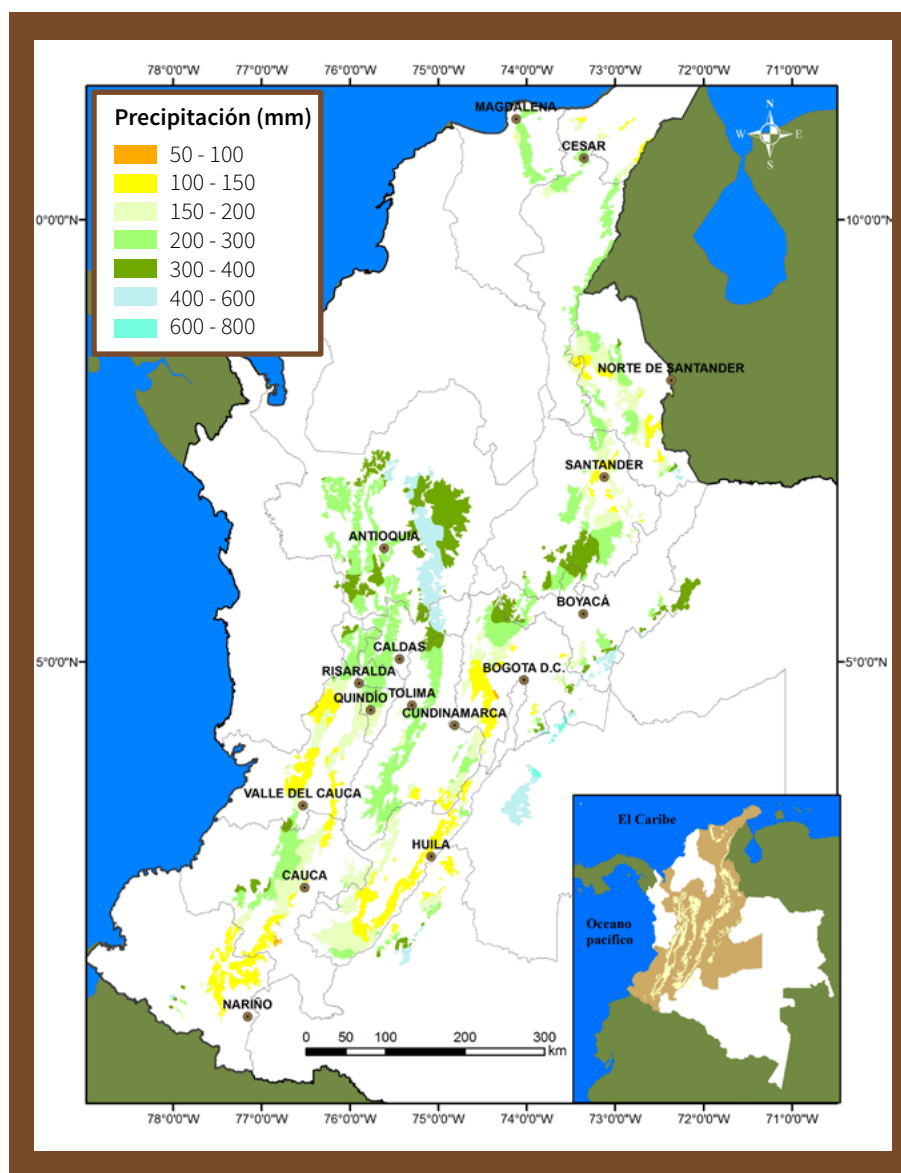 78°0'0"W 77°0'0"W 76°0'0"W 75°0'0"W 74°0'0"W 73°0'0"W 72°0'0"W 71°0'0"W
Precipitación (mm)
50 - 100
100 - 150
150 - 200
200 - 300
300 - 400
400 - 600
600 - 800
N
W E
S
MAGDALENA
CESAR
0°0'0"N 10°0'0"N
NORTE DE SANTANDER
SANTANDER
ANTIOQUIA
BOYACÁ
CALDAS
5°0'0"N 5°0'0"N
RISARALDA
BOGOTA D.C.
QUINDÍO
TOLIMA
CUNDINAMARCA
VALLE DEL CAUCA
HUILA
CAUCA
NARIÑO
El Caribe
Oceano
pacífico
0 50 100 200 300
km
78°0'0"W 77°0'0"W 76°0'0"W 75°0'0"W 74°0'0"W 73°0'0"W 72°0'0"W 71°0'0"W